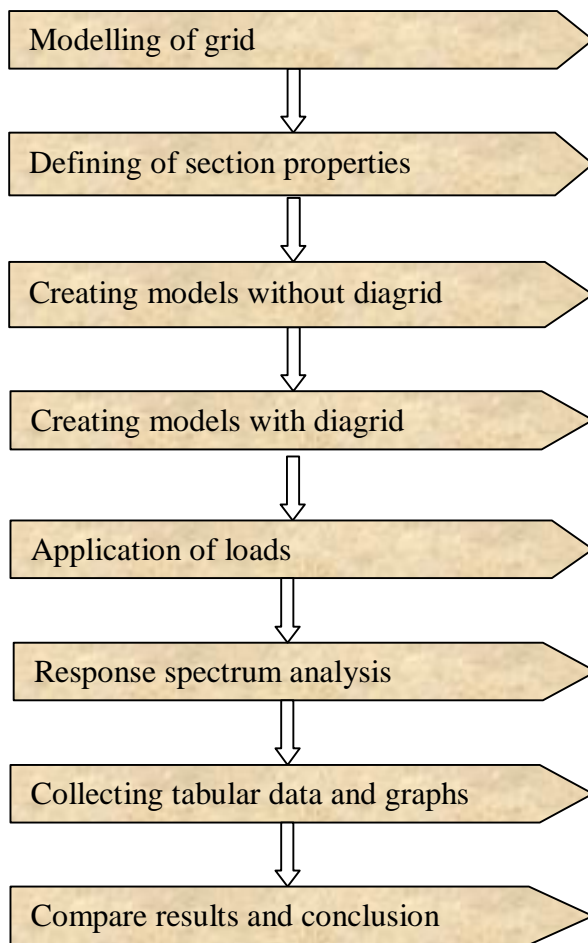 Modelling of grid
Defining of section properties
Creating models without diagrid
Creating models with diagrid
Application of loads
Response spectrum analysis
Collecting tabular data and graphs
Compare results and conclusion